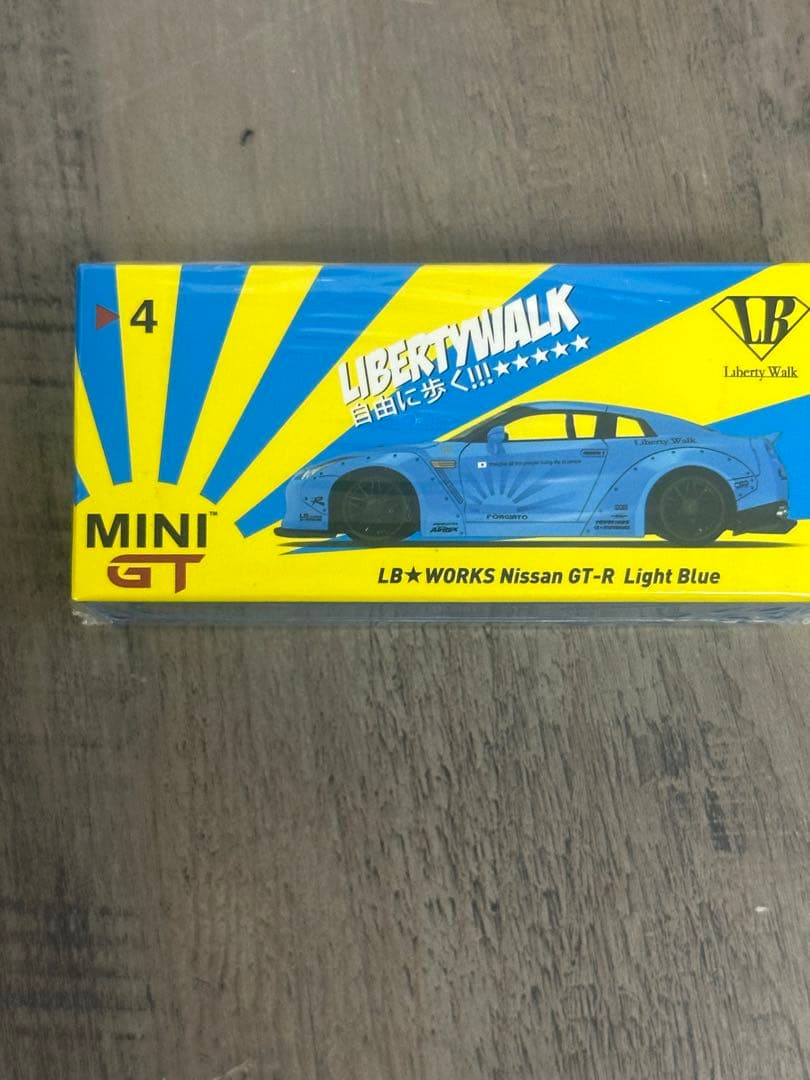 4
LIBERTYWALK
自由に歩く!!!★★★★★
LB
Liberty Walk
Liberty Walk
FORGIATO
MINI™
GT
LB★WORKS Nissan GT-R Light Blue